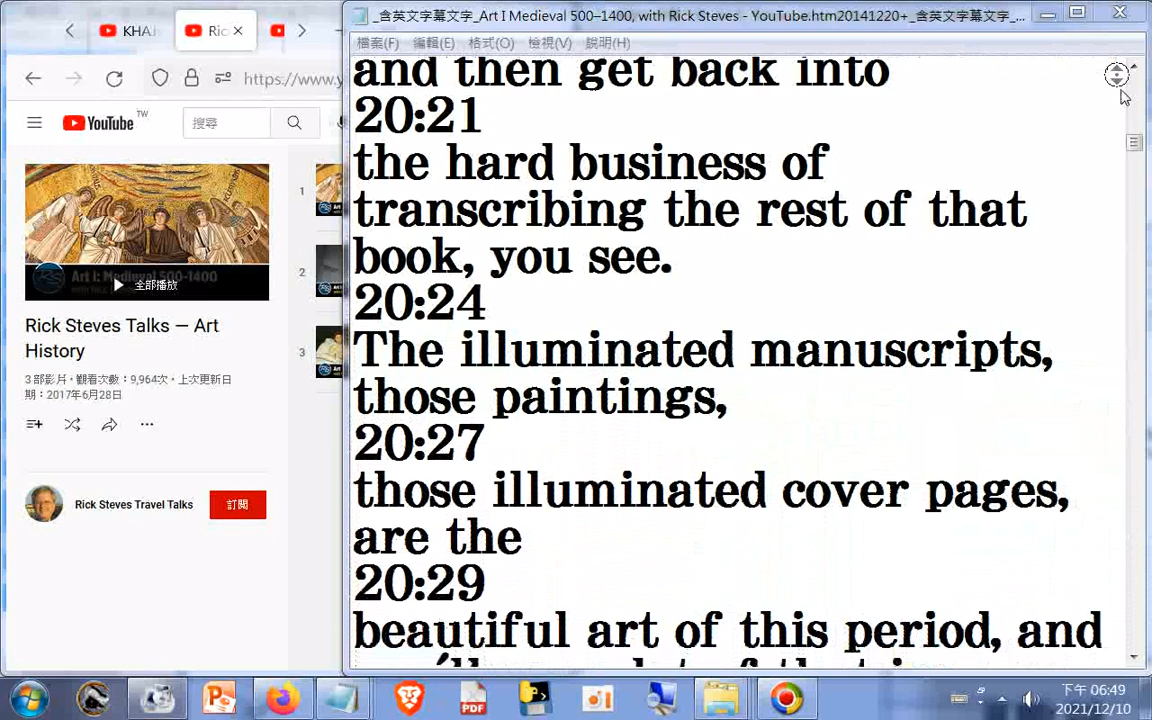 KHA
Ric
_含英文字幕文字_Art I Medieval 500–1400, with Rick Steves - YouTube.htm20141220+_含英文字幕文字_...
檔案(F) 編輯(E) 格式(O) 檢視(V) 說明(H)
https://www.y
YouTube TW
搜尋
and then get back into
20:21
the hard business of
transcribing the rest of that
book, you see.
20:24
The illuminated manuscripts,
those paintings,
20:27
those illuminated cover pages,
are the
20:29
beautiful art of this period, and
Art I: Medieval 500-1400
全部播放
Rick Steves Talks — Art
History
3 部影片・觀看次數：9,964次・上次更新日
期：2017年6月28日
Rick Steves Travel Talks
訂閱
1
2
3
PDF
下午 06:49
2021/12/10